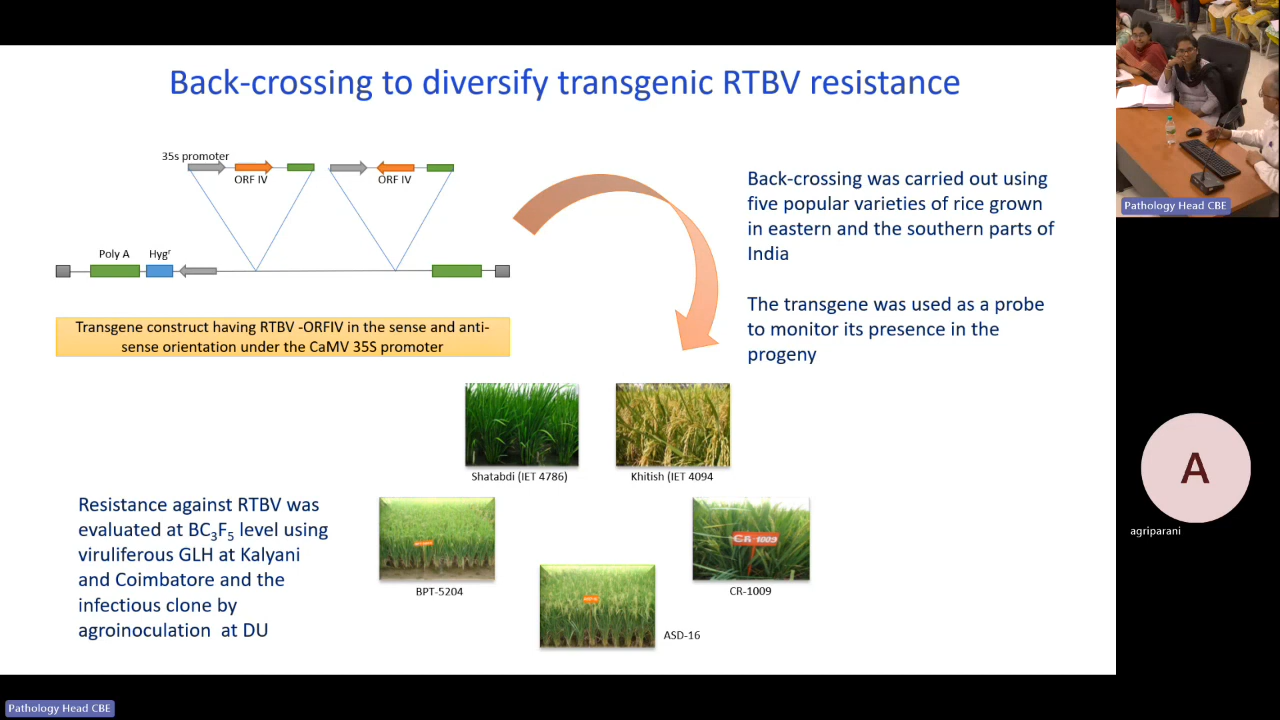 Back-crossing to diversify transgenic RTBV resistance
35s promoter
ORF IV
ORF IV
Poly A
Hygʳ
Transgene construct having RTBV -ORFIV in the sense and anti-
sense orientation under the CaMV 35S promoter
Back-crossing was carried out using
five popular varieties of rice grown
in eastern and the southern parts of
India
The transgene was used as a probe
to monitor its presence in the
progeny
Shatabdi (IET 4786)
Khitish (IET 4094
Resistance against RTBV was
evaluated at BC₃F₅ level using
viruliferous GLH at Kalyani
and Coimbatore and the
infectious clone by
agroinoculation at DU
BPT-5204
CR-1009
CR-1009
ASD-16
Pathology Head CBE
A
agriparani
Pathology Head CBE